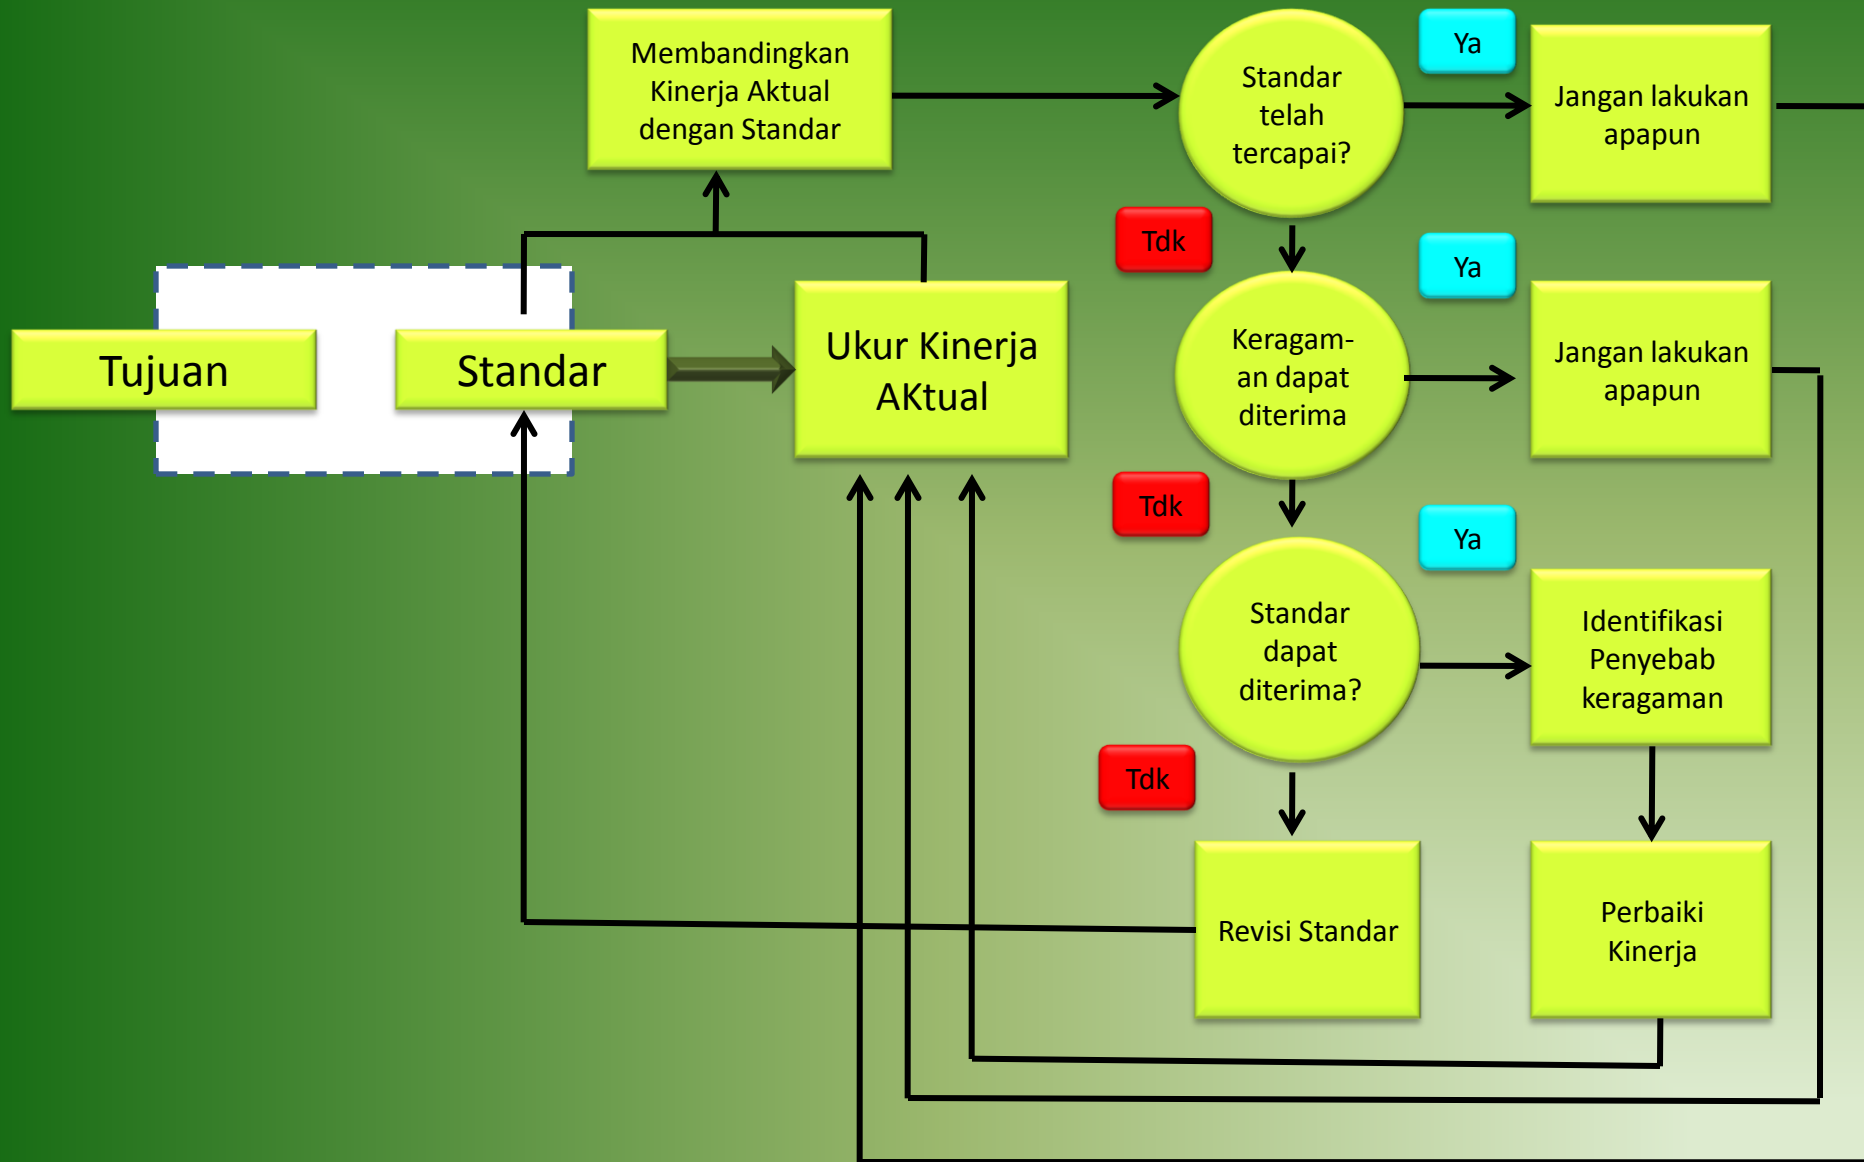 Membandingkan
Kinerja Aktual
dengan Standar
Standar
telah
tercapai?
Ya
Jangan lakukan
apapun
Tdk
Tujuan
Standar
Ukur Kinerja
AKtual
Keragam-
an dapat
diterima
Ya
Jangan lakukan
apapun
Tdk
Standar
dapat
diterima?
Ya
Identifikasi
Penyebab
keragaman
Tdk
Revisi Standar
Perbaiki
Kinerja